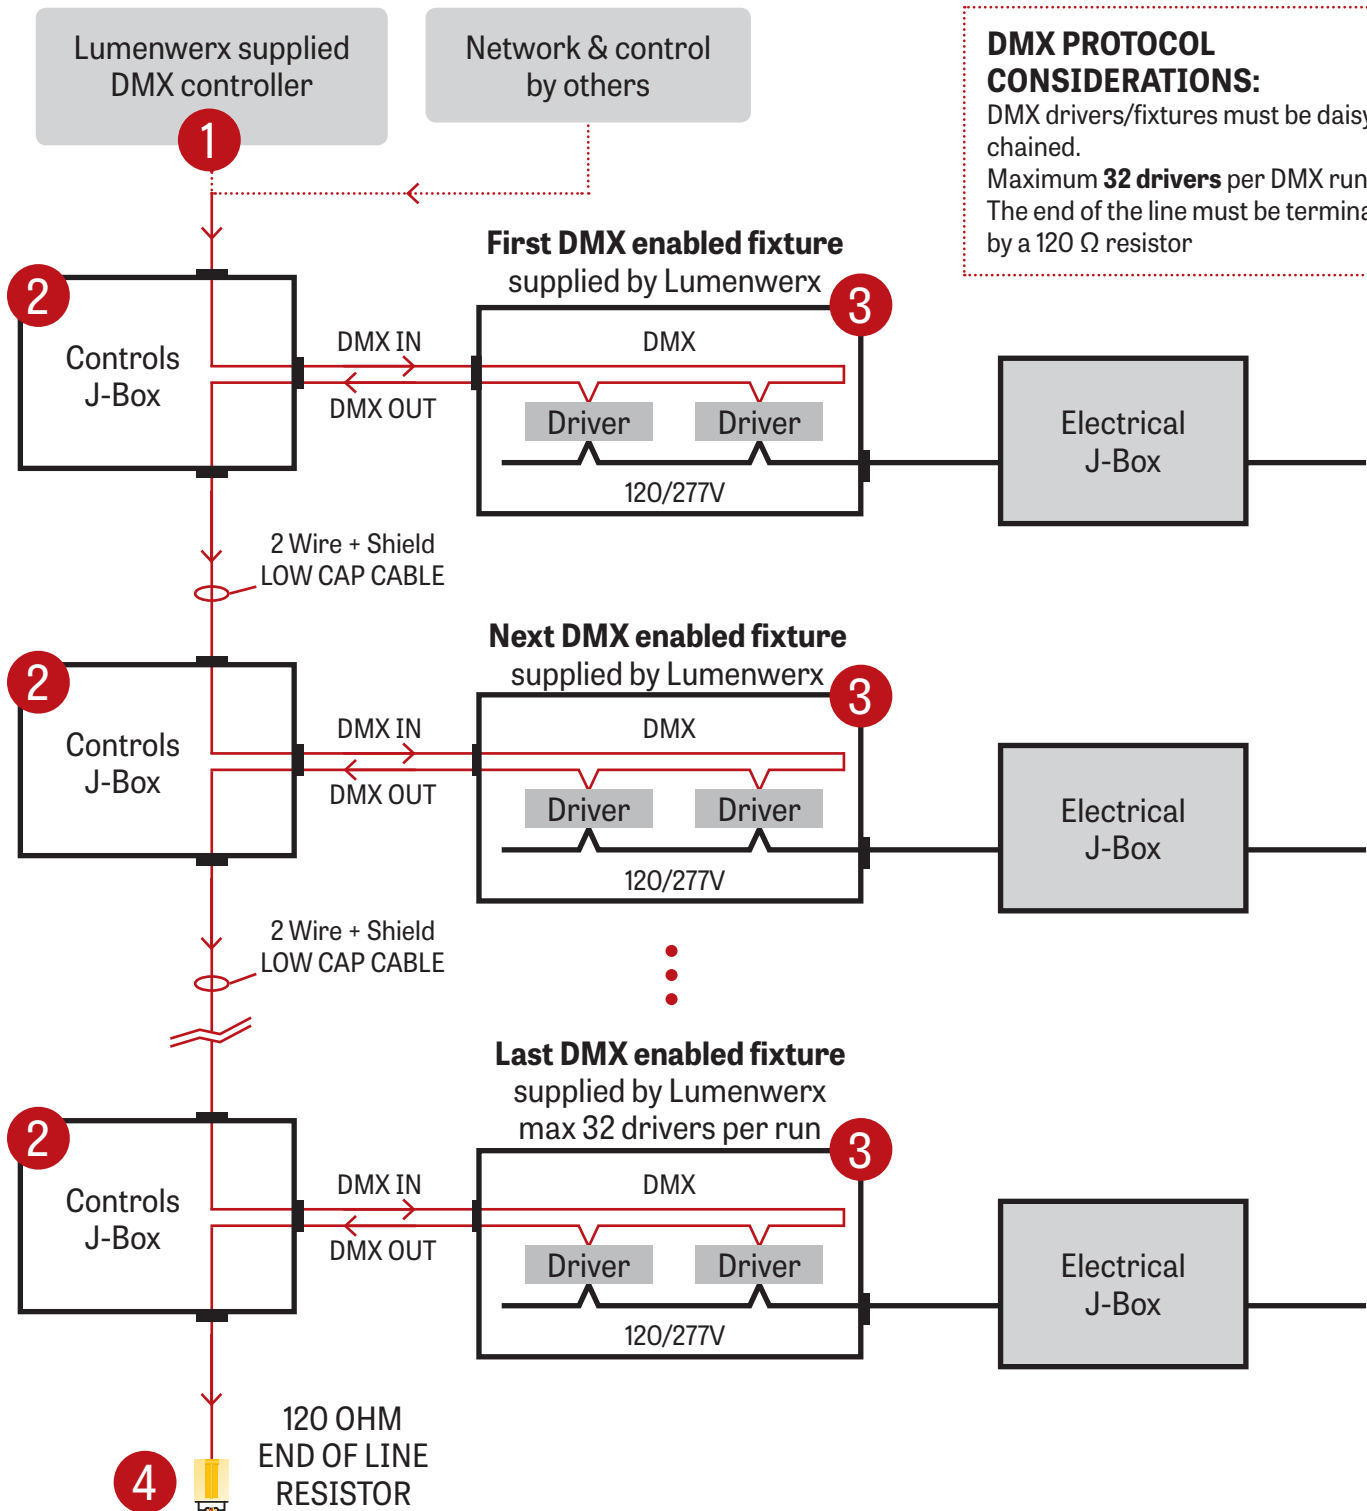 Lumenwerx supplied
DMX controller
1
Network & control
by others
DMX PROTOCOL
CONSIDERATIONS:
DMX drivers/fixtures must be daisy
chained.
Maximum 32 drivers per DMX run
The end of the line must be termina
by a 120 Ω resistor
First DMX enabled fixture
supplied by Lumenwerx
2
Controls
J-Box
DMX IN
DMX OUT
3
DMX
Driver
Driver
120/277V
Electrical
J-Box
2 Wire + Shield
LOW CAP CABLE
Next DMX enabled fixture
supplied by Lumenwerx
2
Controls
J-Box
DMX IN
DMX OUT
3
DMX
Driver
Driver
120/277V
Electrical
J-Box
2 Wire + Shield
LOW CAP CABLE
Last DMX enabled fixture
supplied by Lumenwerx
max 32 drivers per run
2
Controls
J-Box
DMX IN
DMX OUT
3
DMX
Driver
Driver
120/277V
Electrical
J-Box
4
120 OHM
END OF LINE
RESISTOR